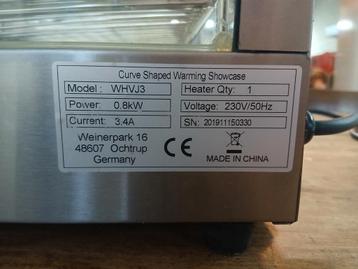 Curve Shaped Warming Showcase
Model: WHVJ3 Heater Qty: 1
Power: 0.8kW Voltage: 230V/50Hz
Current: 3.4A SN: 201911150330
Weinerpark 16
48607 Ochtrup
Germany
CE MADE IN CHINA